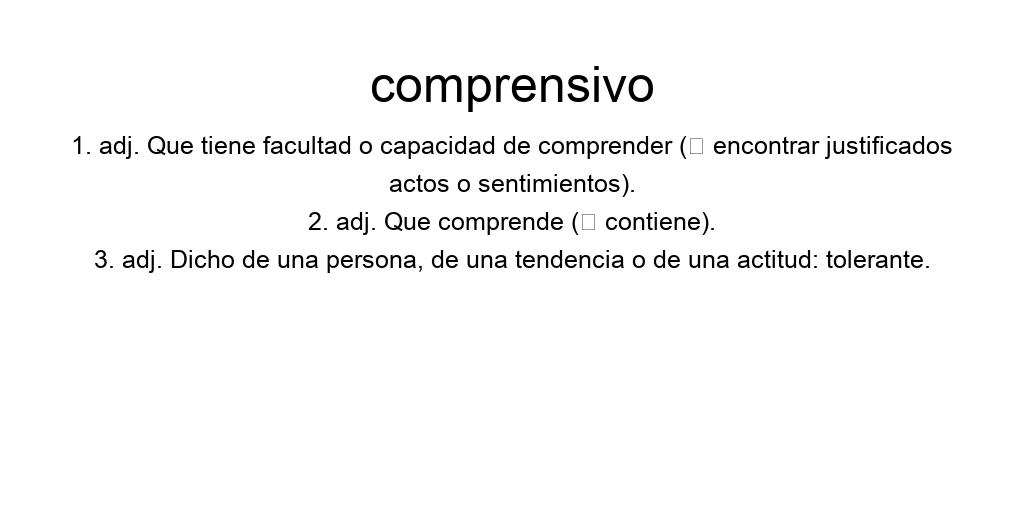 comprensivo
1. adj. Que tiene facultad o capacidad de comprender (□ encontrar justificados
actos o sentimientos).
2. adj. Que comprende (□ contiene).
3. adj. Dicho de una persona, de una tendencia o de una actitud: tolerante.